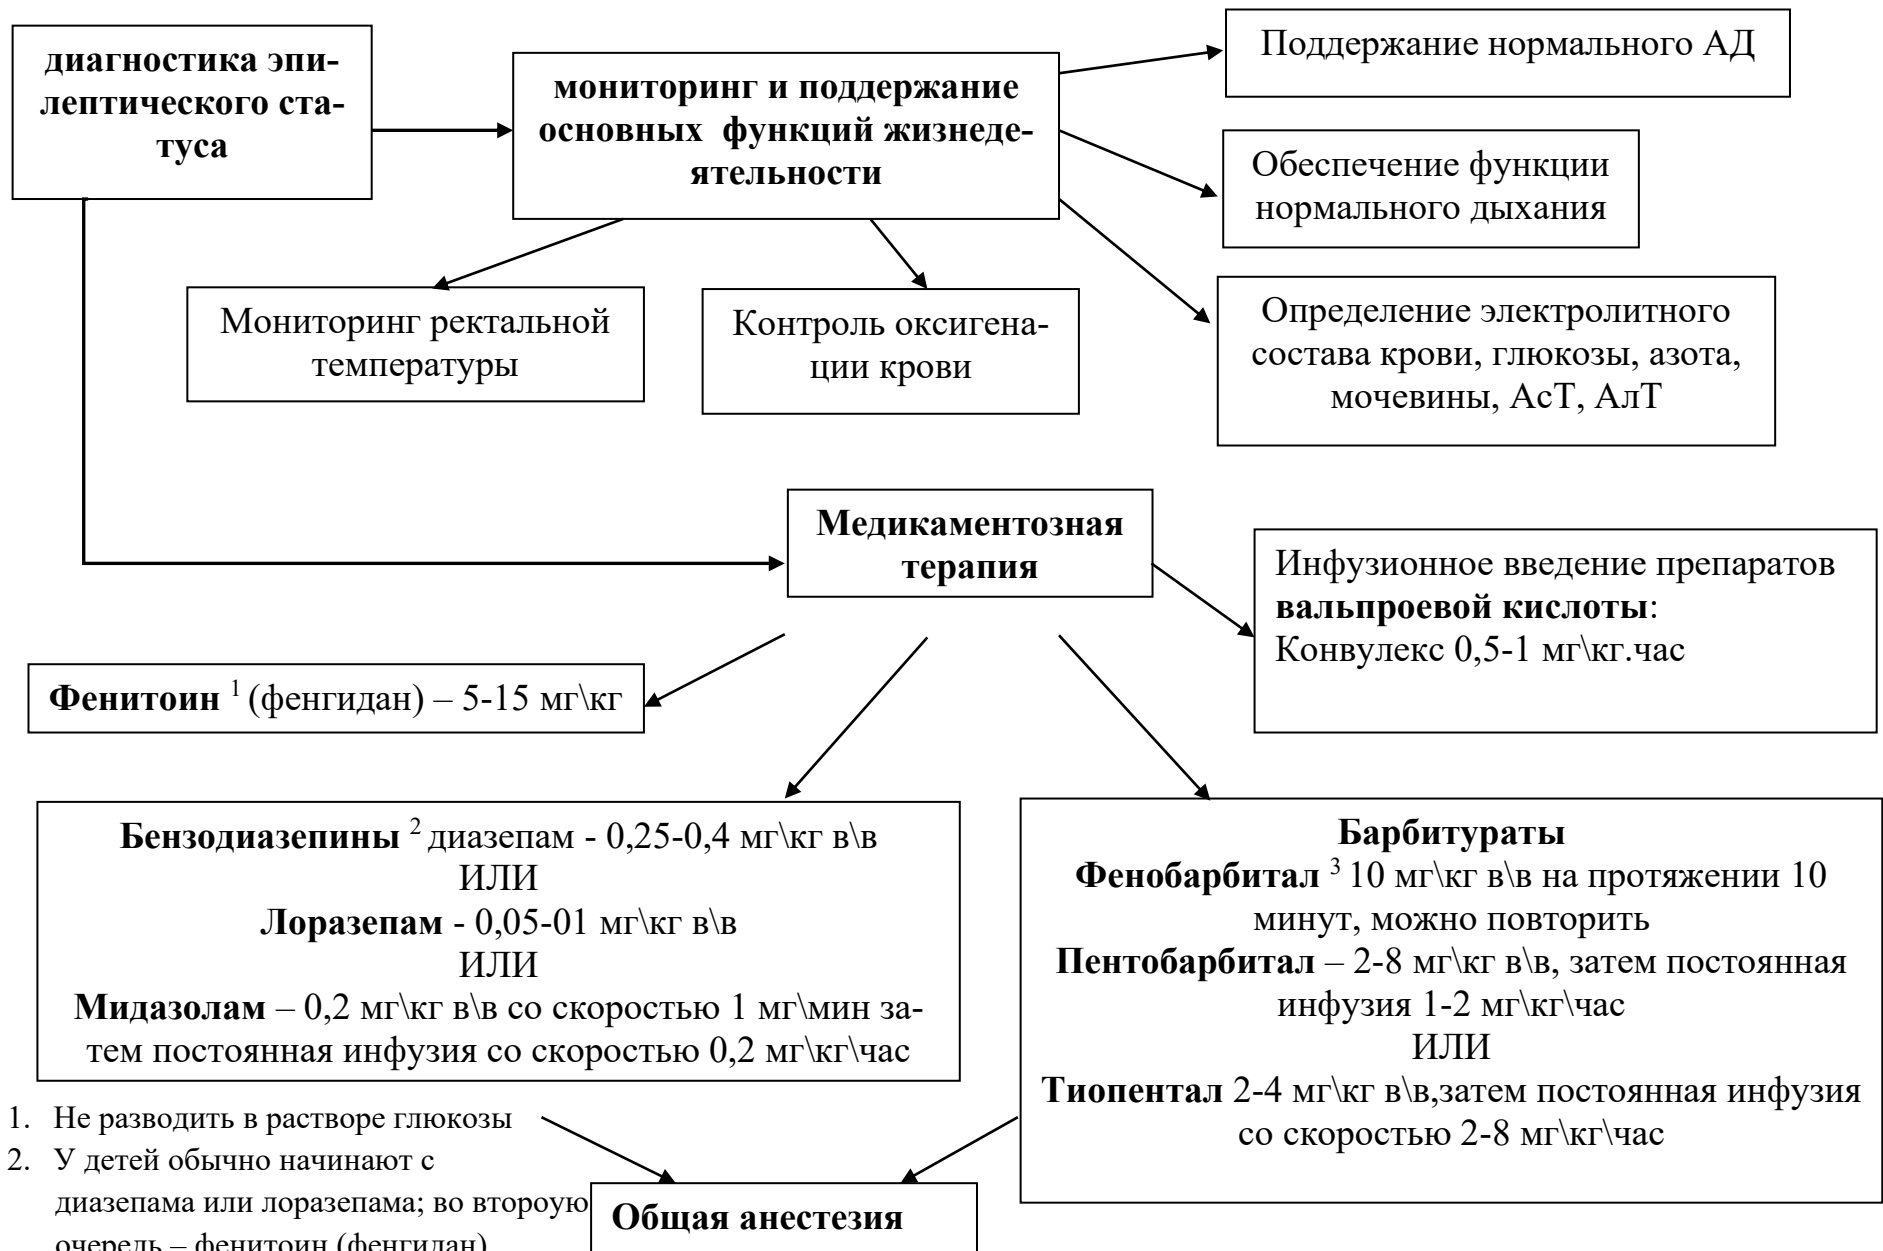 диагностика эпи-
лептического ста-
туса
мониторинг и поддержание
основных функций жизнеде-
ятельности
Поддержание нормального АД
Обеспечение функции
нормального дыхания
Определение электролитного
состава крови, глюкозы, азота,
мочевины, АсТ, АлТ
Мониторинг ректальной
температуры
Контроль оксигена-
ции крови
Медикаментозная
терапия
Инфузионное введение препаратов
вальпроевой кислоты:
Конвулекс 0,5-1 мг\кг.час
Фенитоин 1 (фенгидан) – 5-15 мг\кг
Бензодиазепины 2 диазепам - 0,25-0,4 мг\кг в\в
ИЛИ
Лоразепам - 0,05-01 мг\кг в\в
ИЛИ
Мидазолам – 0,2 мг\кг в\в со скоростью 1 мг\мин за-
тем постоянная инфузия со скоростью 0,2 мг\кг\час
Барбитураты
Фенобарбитал 3 10 мг\кг в\в на протяжении 10
минут, можно повторить
Пентобарбитал – 2-8 мг\кг в\в, затем постоянная
инфузия 1-2 мг\кг\час
ИЛИ
Тиопентал 2-4 мг\кг в\в,затем постоянная инфузия
со скоростью 2-8 мг\кг\час
1. Не разводить в растворе глюкозы
2. У детей обычно начинают с
диазепама или лоразепама; во второую
очередь – фенитоин (фенгидан)
Общая анестезия